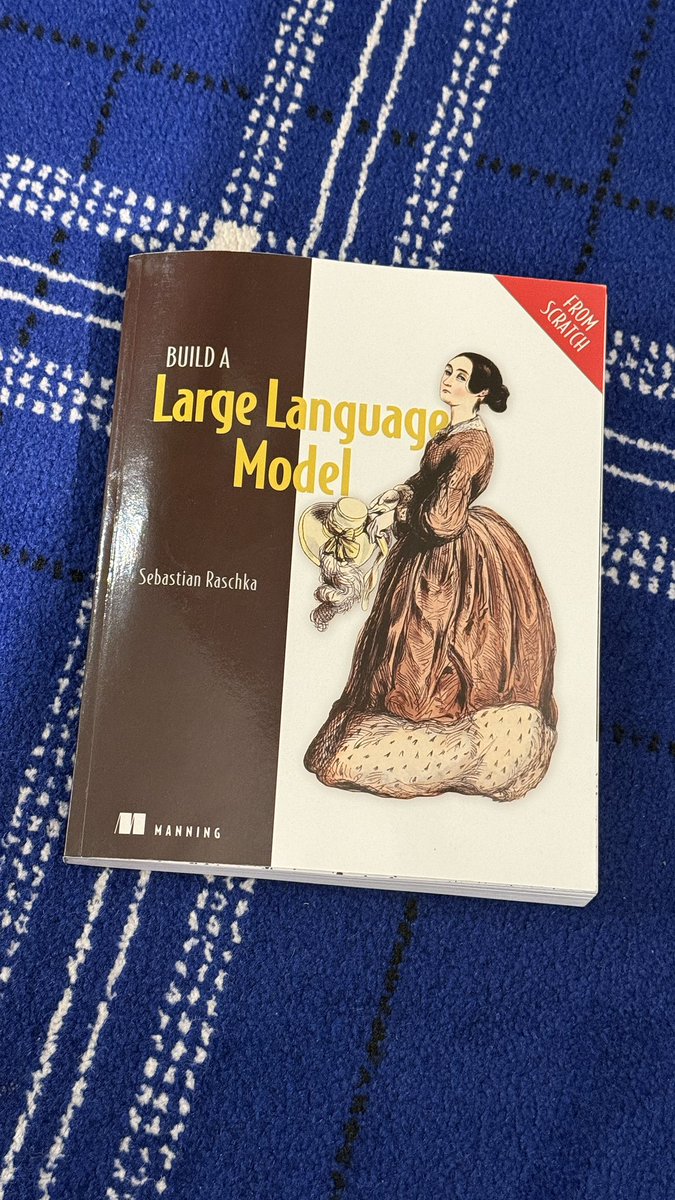 FROM
SCRATCH
BUILD A
Large Language
Model
Sebastian Raschka
MANNING